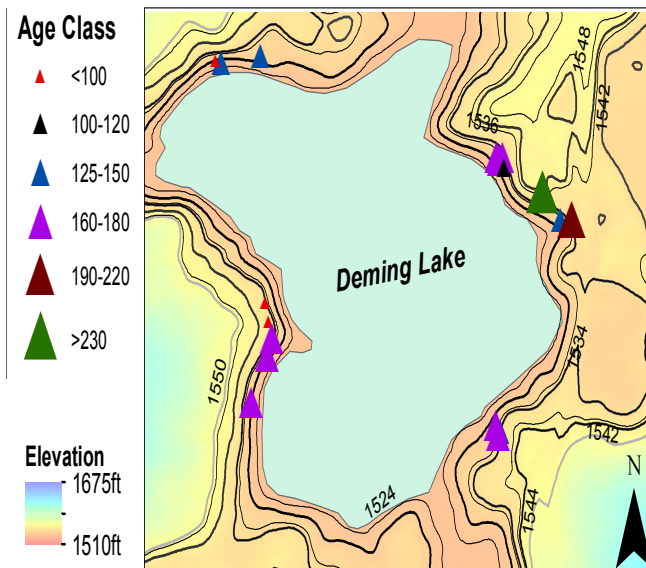 Age Class
<100
100-120
125-150
160-180
190-220
>230
Elevation
1675ft
1510ft
1548
1542
1536
Deming Lake
1534
1550
1542
1524
1544
N